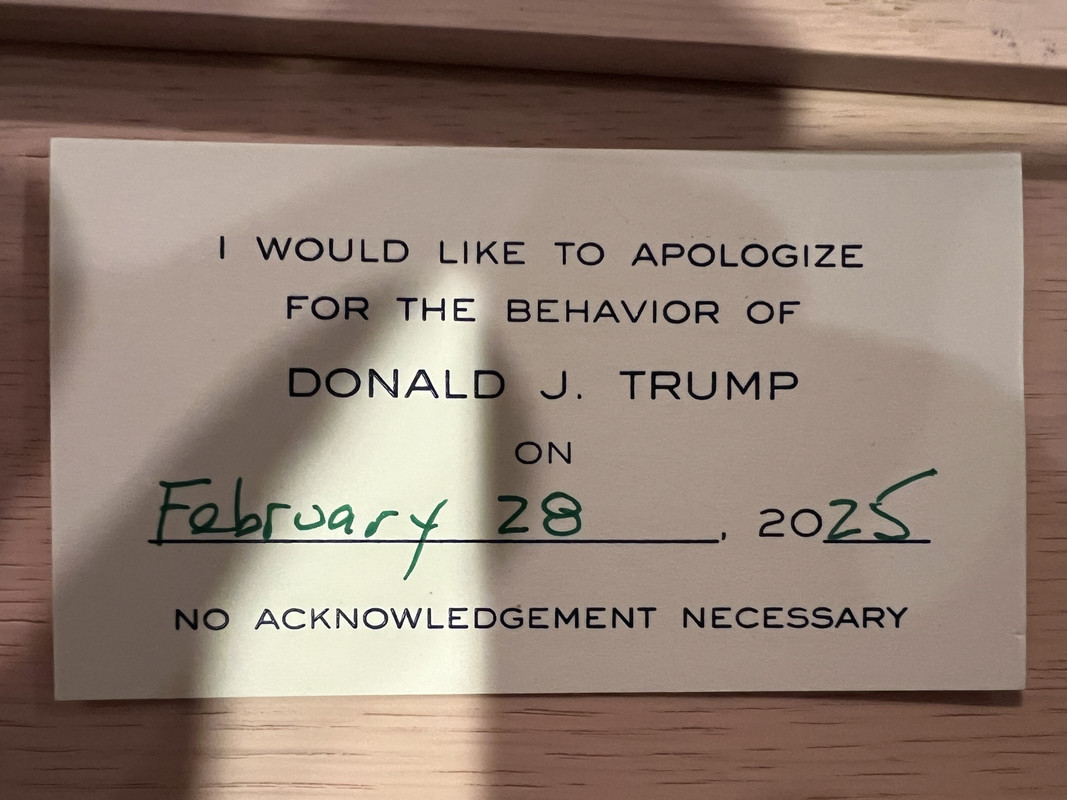 I WOULD LIKE TO APOLOGIZE
FOR THE BEHAVIOR OF
DONALD J. TRUMP
ON
February 28, 2025
NO ACKNOWLEDGEMENT NECESSARY